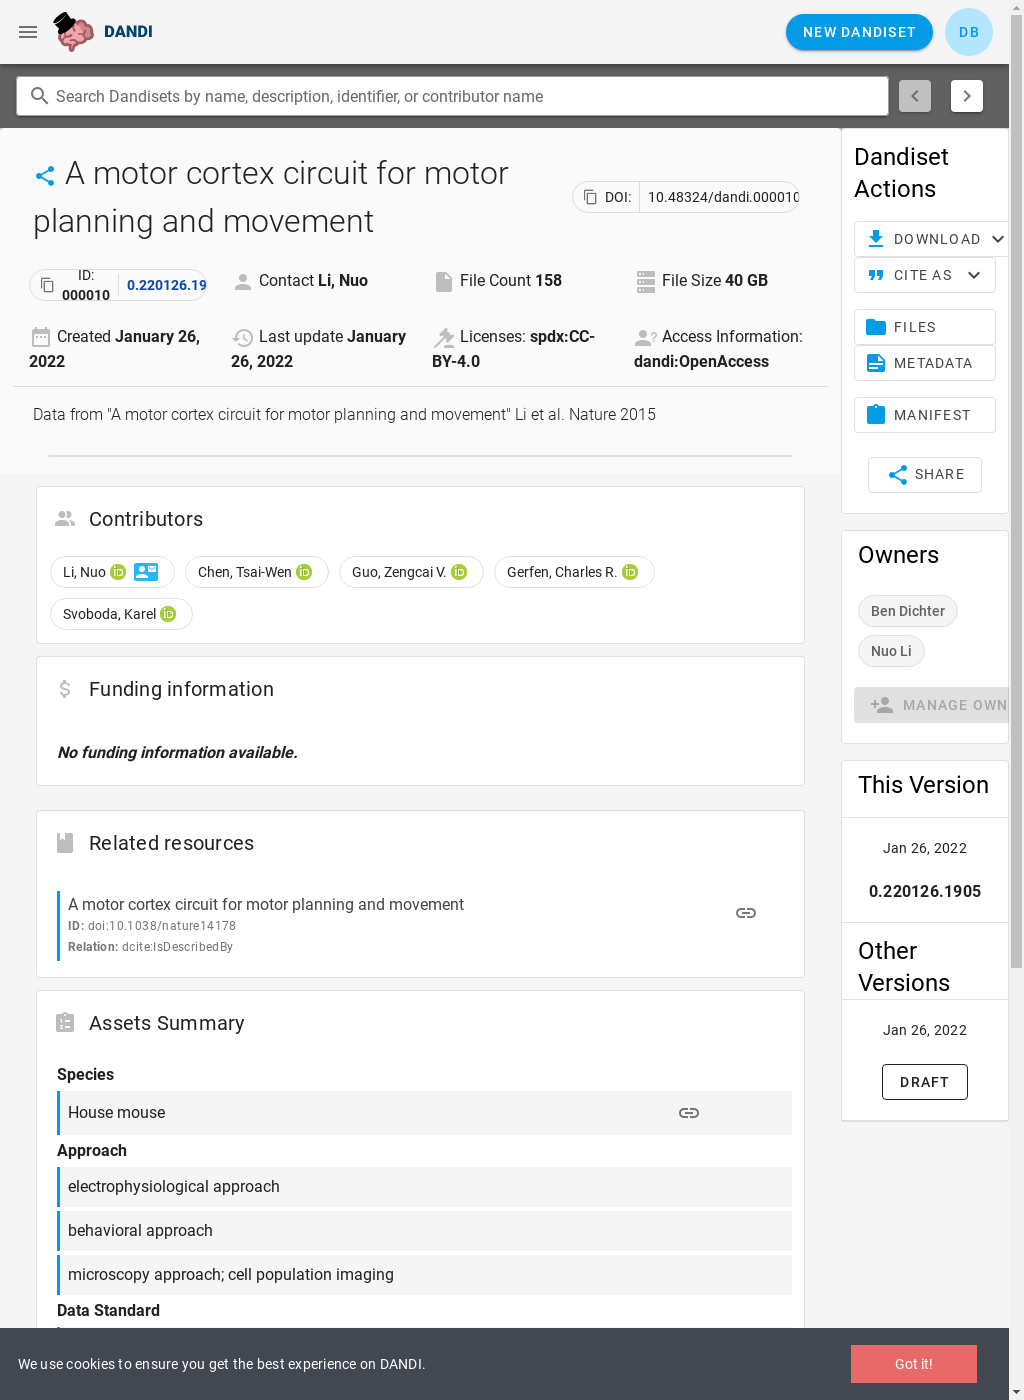 DANDI
NEW DANDISET
DB
Search Dandisets by name, description, identifier, or contributor name
A motor cortex circuit for motor
planning and movement
DOI: 10.48324/dandi.000010
ID:
000010
0.220126.19
Contact Li, Nuo
File Count 158
File Size 40 GB
Created January 26,
2022
Last update January
26, 2022
Licenses: spdx:CC-
BY-4.0
Access Information:
dandi:OpenAccess
Data from "A motor cortex circuit for motor planning and movement" Li et al. Nature 2015
Contributors
Li, Nuo iD
Chen, Tsai-Wen iD
Guo, Zengcai V. iD
Gerfen, Charles R. iD
Svoboda, Karel iD
Funding information
No funding information available.
Related resources
A motor cortex circuit for motor planning and movement
ID: doi:10.1038/nature14178
Relation: dcite:IsDescribedBy
Assets Summary
Species
House mouse
Approach
electrophysiological approach
behavioral approach
microscopy approach; cell population imaging
Data Standard
Dandiset
Actions
DOWNLOAD
CITE AS
FILES
METADATA
MANIFEST
SHARE
Owners
Ben Dichter
Nuo Li
MANAGE OWN
This Version
Jan 26, 2022
0.220126.1905
Other
Versions
Jan 26, 2022
DRAFT
We use cookies to ensure you get the best experience on DANDI.
Got it!